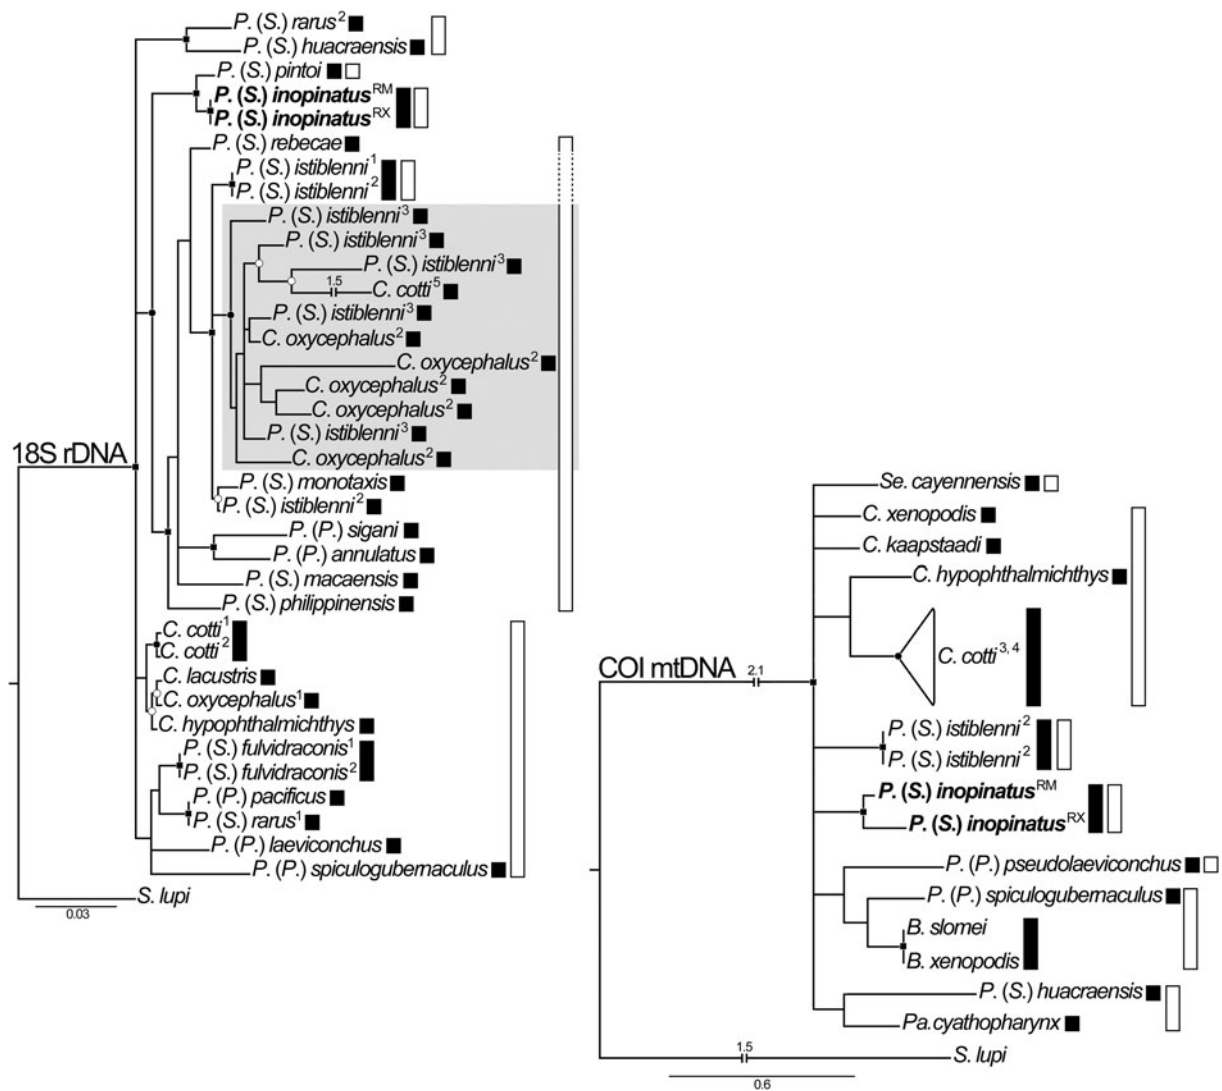 P. (S.) rarus2
P. (S.) huacraensis
P. (S.) pintoi
P. (S.) inopinatusRM
P. (S.) inopinatusRX
P. (S.) rebecae
P. (S.) istiblenni1
P. (S.) istiblenni2
P. (S.) istiblenni3
P. (S.) istiblenni3
P. (S.) istiblenni3
1.5
C. cotti5
P. (S.) istiblenni3
C. oxycephalus2
C. oxycephalus2
C. oxycephalus2
C. oxycephalus2
P. (S.) istiblenni3
C. oxycephalus2
18S rDNA
P. (S.) monotaxis
P. (S.) istiblenni2
P. (P.) sigani
P. (P.) annulatus
P. (S.) macaensis
P. (S.) philippinensis
C. cotti1
C. cotti2
C. lacustris
C. oxycephalus1
C. hypophthalmichthys
P. (S.) fulvidraconis1
P. (S.) fulvidraconis2
P. (P.) pacificus
P. (S.) rarus1
P. (P.) laeviconchus
P. (P.) spiculogubernaculus
S. lupi
0.03
Se. cayennensis
C. xenopodis
C. kaapstaadi
C. hypophthalmichthys
C. cotti3, 4
COI mtDNA
2.1
P. (S.) istiblenni2
P. (S.) istiblenni2
P. (S.) inopinatusRM
P. (S.) inopinatusRX
P. (P.) pseudolaeviconchus
P. (P.) spiculogubernaculus
B. slomei
B. xenopodis
P. (S.) huacraensis
Pa.cyathopharynx
1.5
S. lupi
0.6